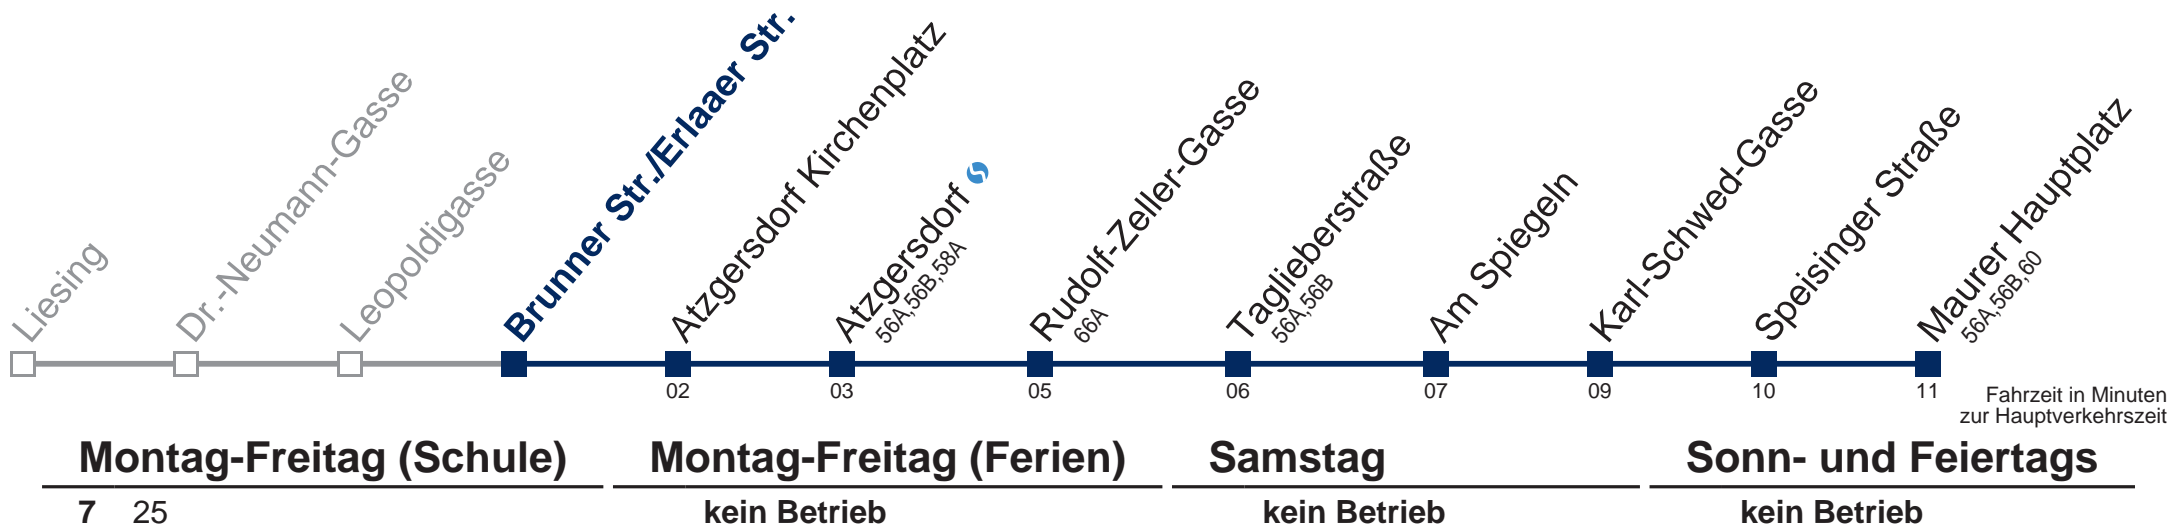 Liesing
Dr.-Neumann-Gasse
Leopoldigasse
Brunner Str./Erlaaer Str.
Atzgersdorf Kirchenplatz
Atzgersdorf
56A,56B,58A
Rudolf-Zeller-Gasse
66A
Taglieberstraße
56A,56B
Am Spiegeln
Karl-Schwed-Gasse
Speisinger Straße
Maurer Hauptplatz
56A,56B,60
02 03 05 06 07 09 10 11
Fahrzeit in Minuten
zur Hauptverkehrszeit
Montag-Freitag (Schule) Montag-Freitag (Ferien) Samstag Sonn- und Feiertags
7 25 kein Betrieb kein Betrieb kein Betrieb